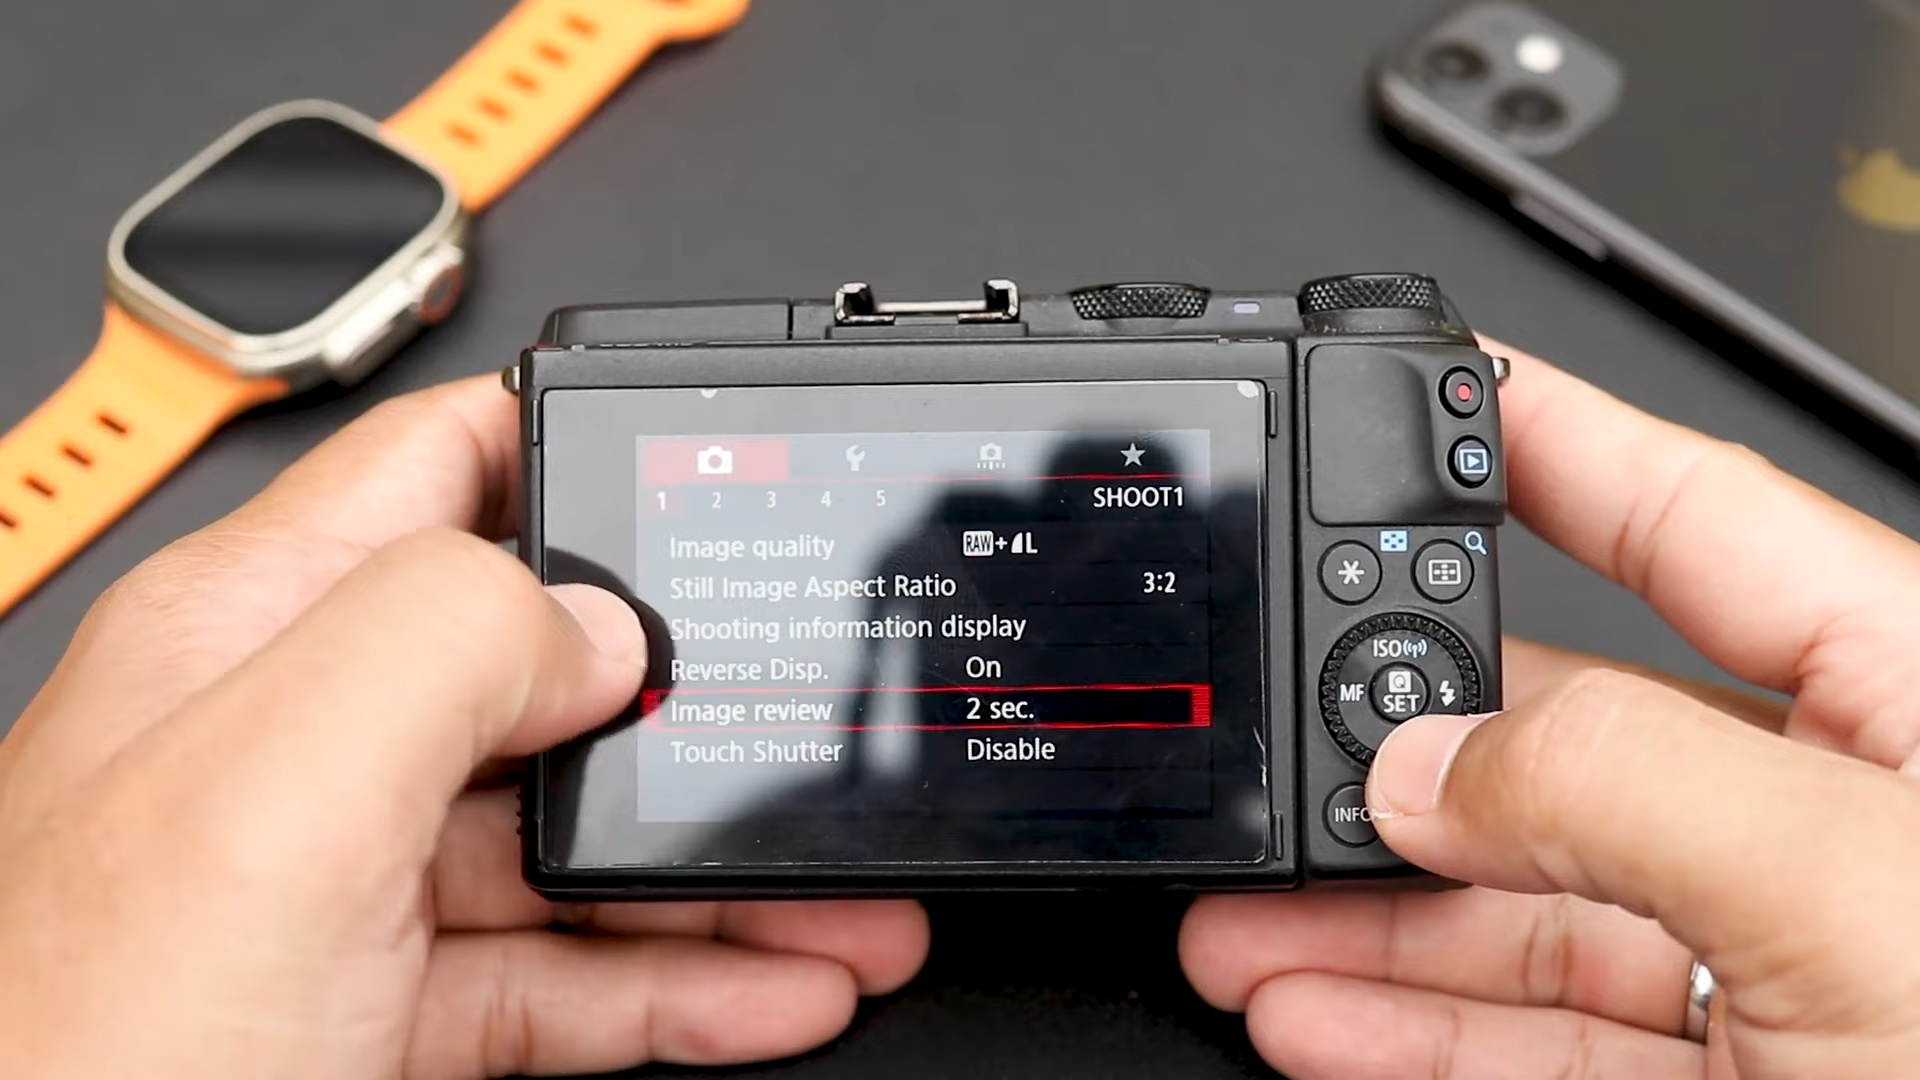 1 2 3 4 5 SHOOT1
Image quality RAW+L
Still Image Aspect Ratio 3:2
Shooting information display
Reverse Disp. On
Image review 2 sec.
Touch Shutter Disable
ISO
MF
Q
SET
INFO